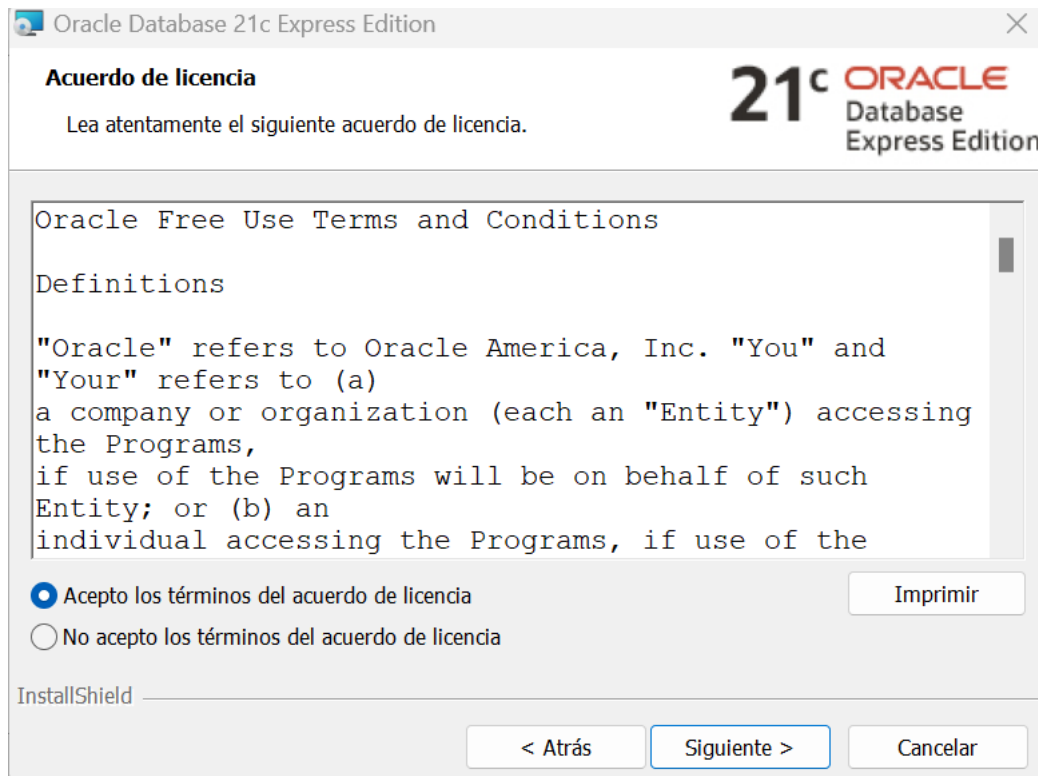 Oracle Database 21c Express Edition
Acuerdo de licencia
Lea atentamente el siguiente acuerdo de licencia.
21c ORACLE
Database
Express Edition
Oracle Free Use Terms and Conditions
Definitions
"Oracle" refers to Oracle America, Inc. "You" and
"Your" refers to (a)
a company or organization (each an "Entity") accessing
the Programs,
if use of the Programs will be on behalf of such
Entity; or (b) an
individual accessing the Programs, if use of the
Acepto los términos del acuerdo de licencia
Imprimir
No acepto los términos del acuerdo de licencia
InstallShield
< Atrás
Siguiente >
Cancelar